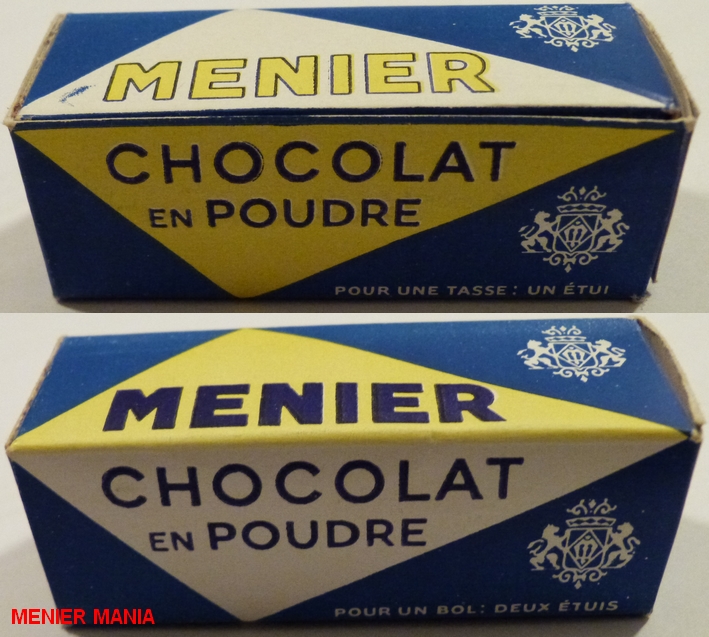 MENIER
CHOCOLAT
EN POUDRE
POUR UNE TASSE: UN ÉTUI
MENIER
CHOCOLAT
EN POUDRE
POUR UN BOL: DEUX ÉTUIS
MENIER MANIA